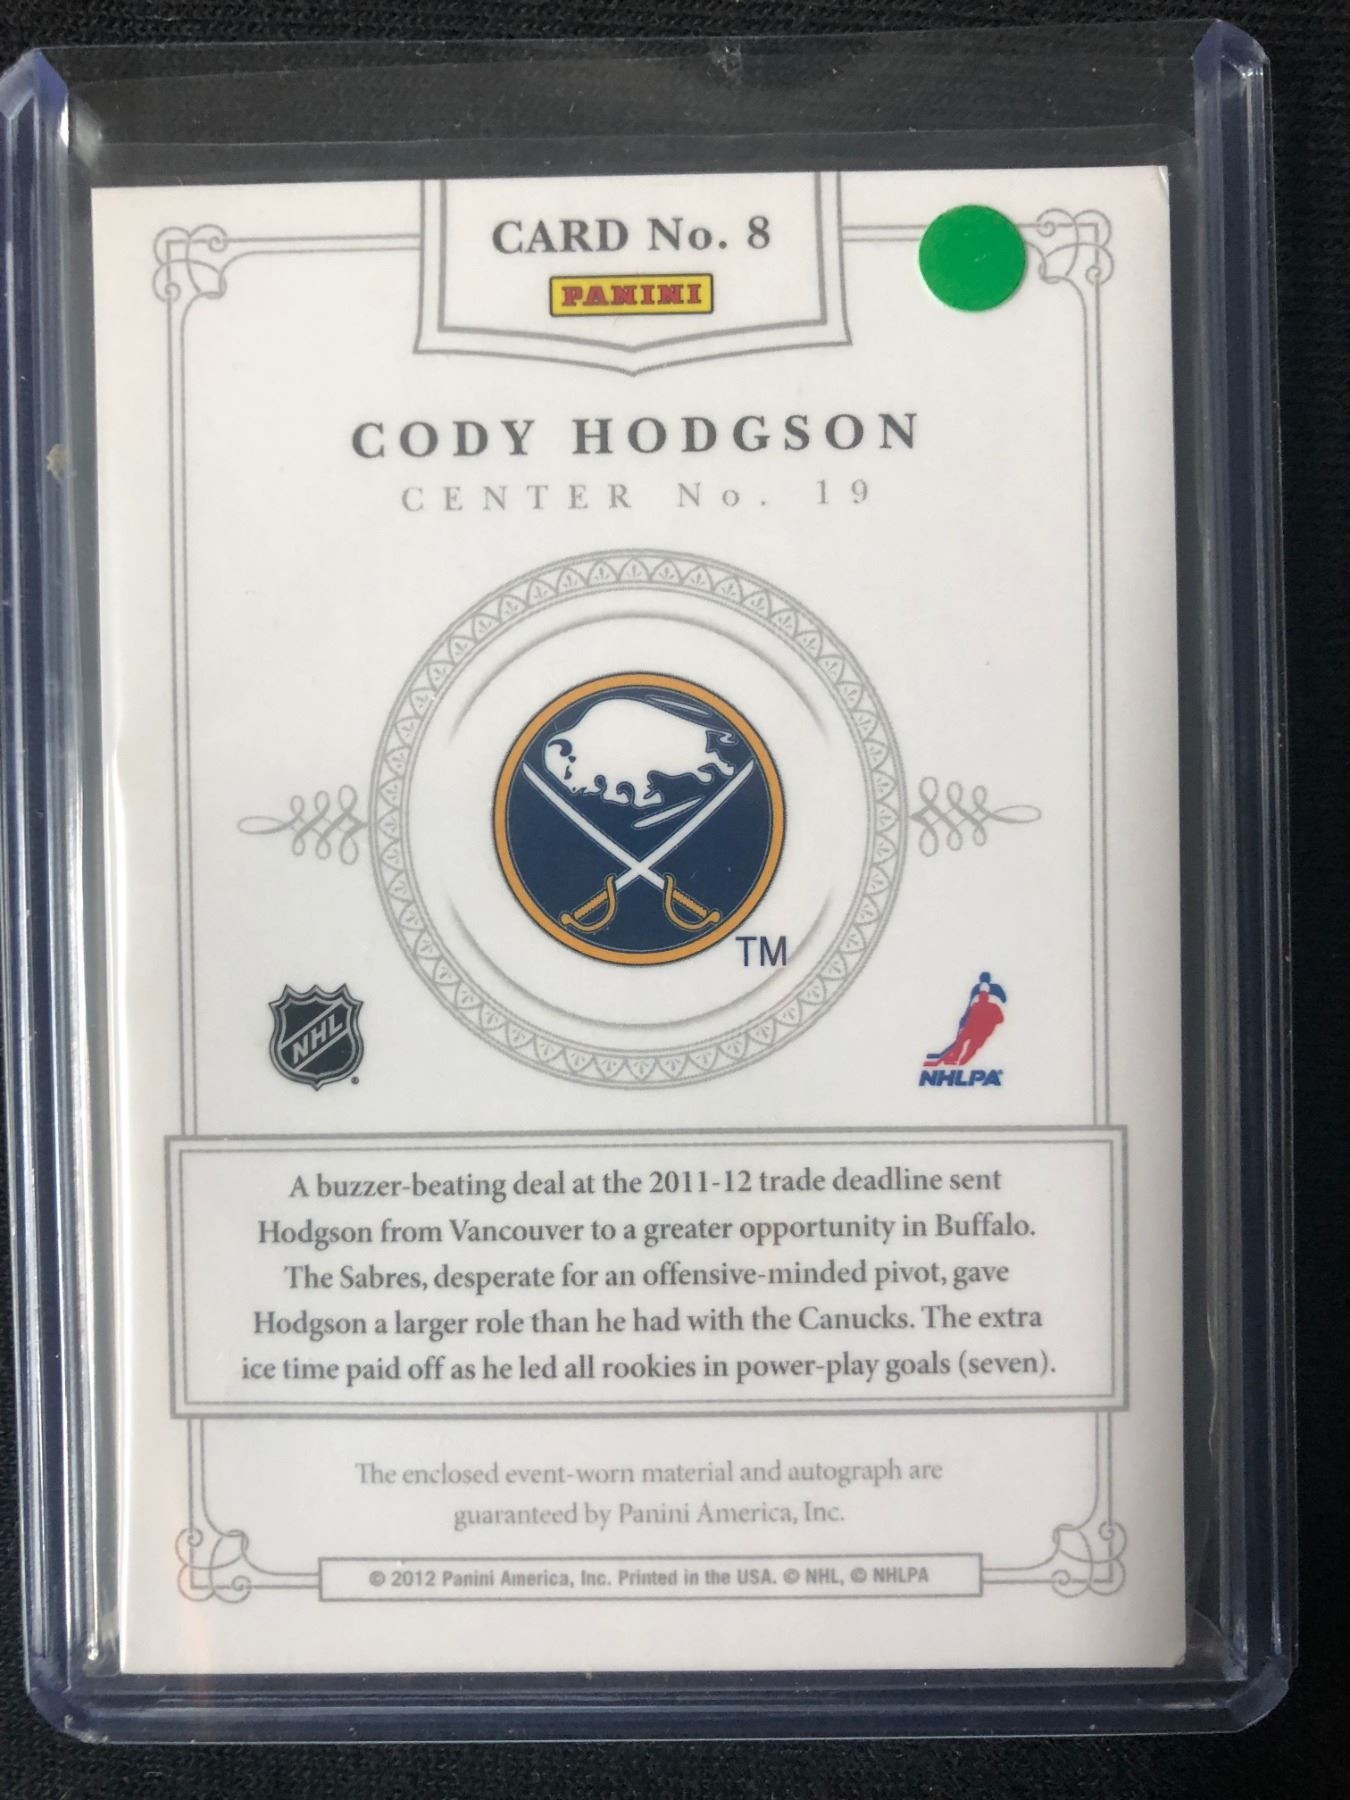 CARD No. 8
PANINI
CODY HODGSON
CENTER No. 19
TM
NHL
NHLPA
A buzzer-beating deal at the 2011-12 trade deadline sent
Hodgson from Vancouver to a greater opportunity in Buffalo.
The Sabres, desperate for an offensive-minded pivot, gave
Hodgson a larger role than he had with the Canucks. The extra
ice time paid off as he led all rookies in power-play goals (seven).
The enclosed event-worn material and autograph are
guaranteed by Panini America, Inc.
© 2012 Panini America, Inc. Printed in the USA. © NHL, © NHLPA